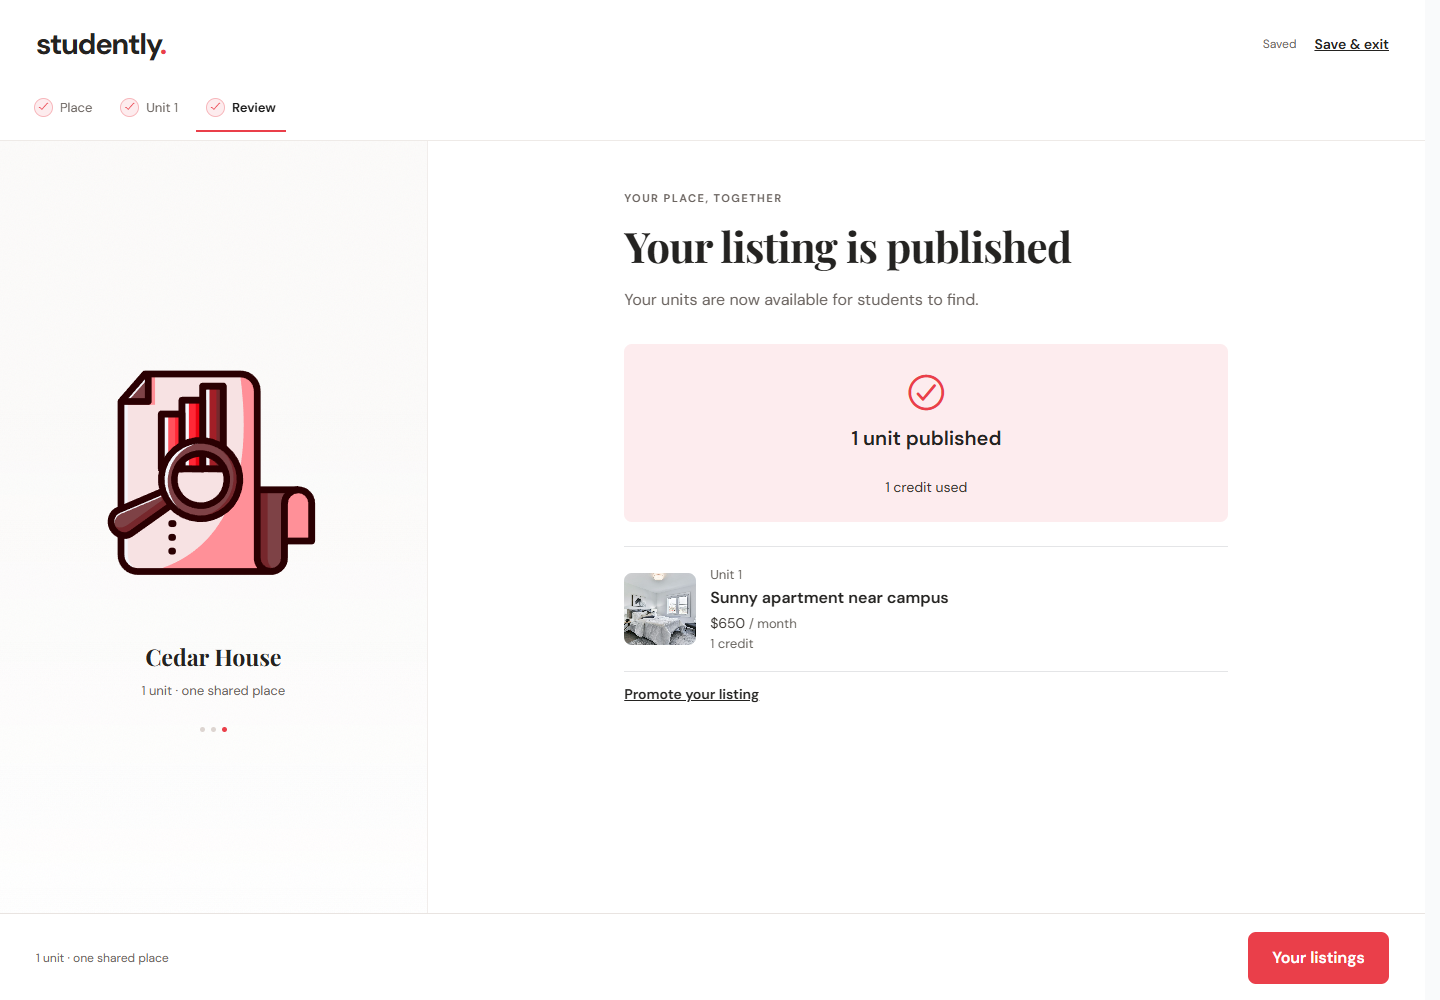 studently.
Saved
Save & exit
Place
Unit 1
Review
YOUR PLACE, TOGETHER
Your listing is published
Your units are now available for students to find.
1 unit published
1 credit used
Unit 1
Sunny apartment near campus
$650 / month
1 credit
Promote your listing
Cedar House
1 unit · one shared place
1 unit · one shared place
Your listings